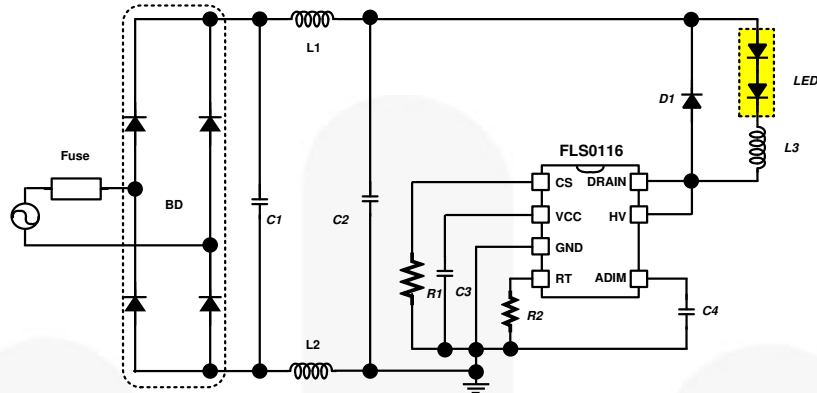 L1
LED
D1
FLS0116
L3
Fuse
CS
DRAIN
BD
C1
C2
VCC
HV
GND
R1
C3
RT
ADIM
R2
C4
L2